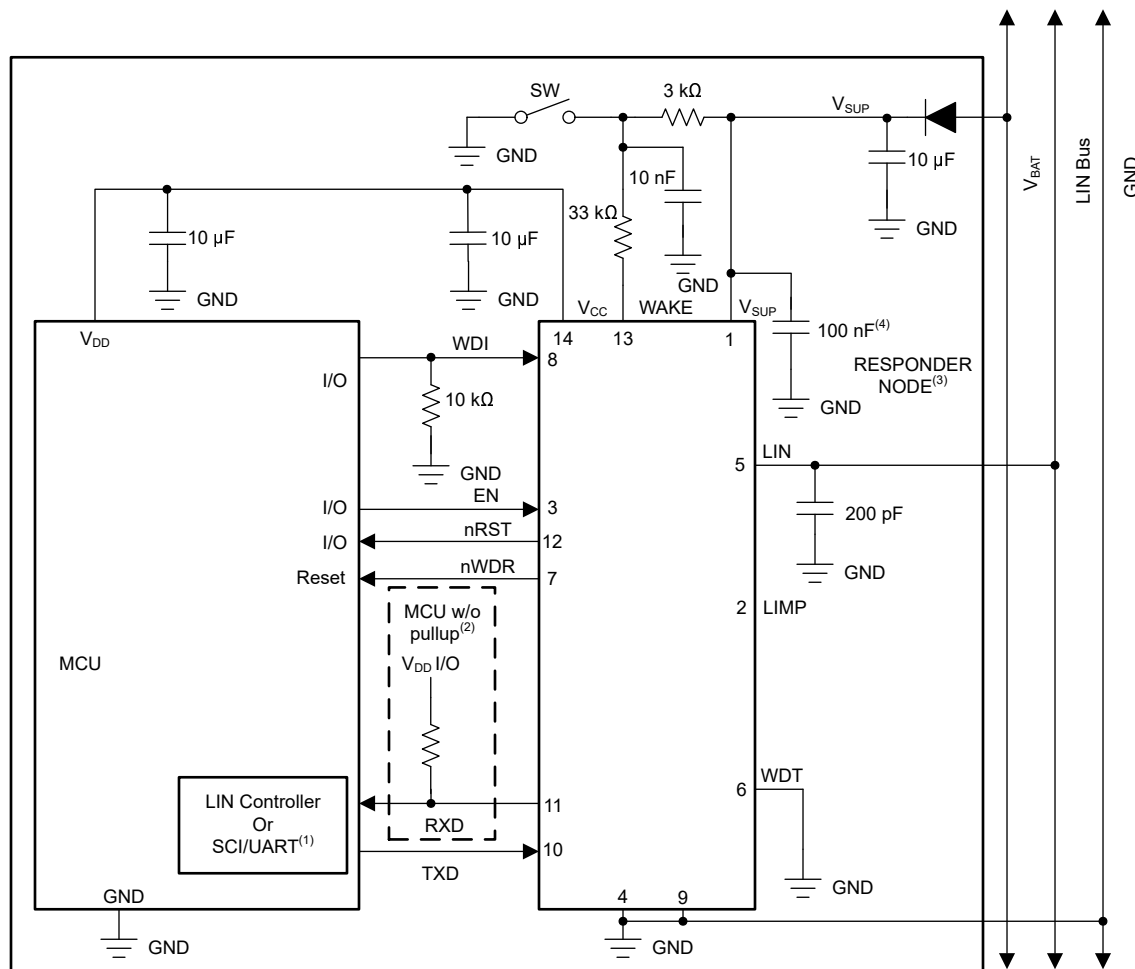 SW
3 kΩ
V_SUP
GND
10 nF
10 µF
V_BAT
LIN Bus
GND
33 kΩ
10 µF
10 µF
GND
GND
GND
GND
V_CC
WAKE
V_SUP
V_DD
14
13
1
100 nF(4)
WDI
8
I/O
RESPONDER
NODE(3)
10 kΩ
GND
LIN
5
GND
EN
I/O
3
200 pF
nRST
I/O
12
nWDR
Reset
7
GND
MCU w/o
pullup(2)
2
LIMP
V_DD I/O
MCU
WDT
6
LIN Controller
Or
SCI/UART(1)
11
RXD
10
TXD
GND
GND
4
9
GND
GND